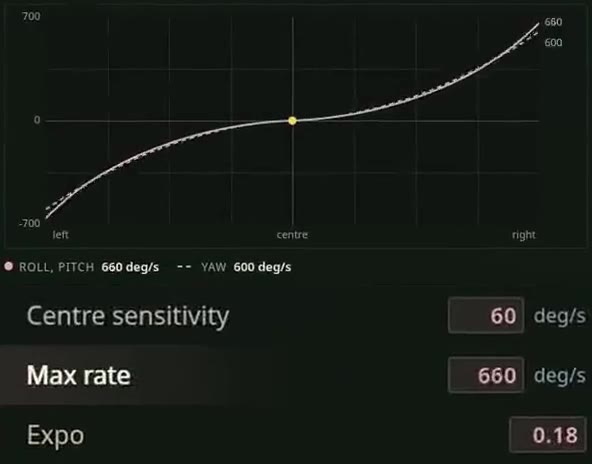 700
660
600
0
-700
left centre right
ROLL, PITCH 660 deg/s -- YAW 600 deg/s
Centre sensitivity 60 deg/s
Max rate 660 deg/s
Expo 0.18